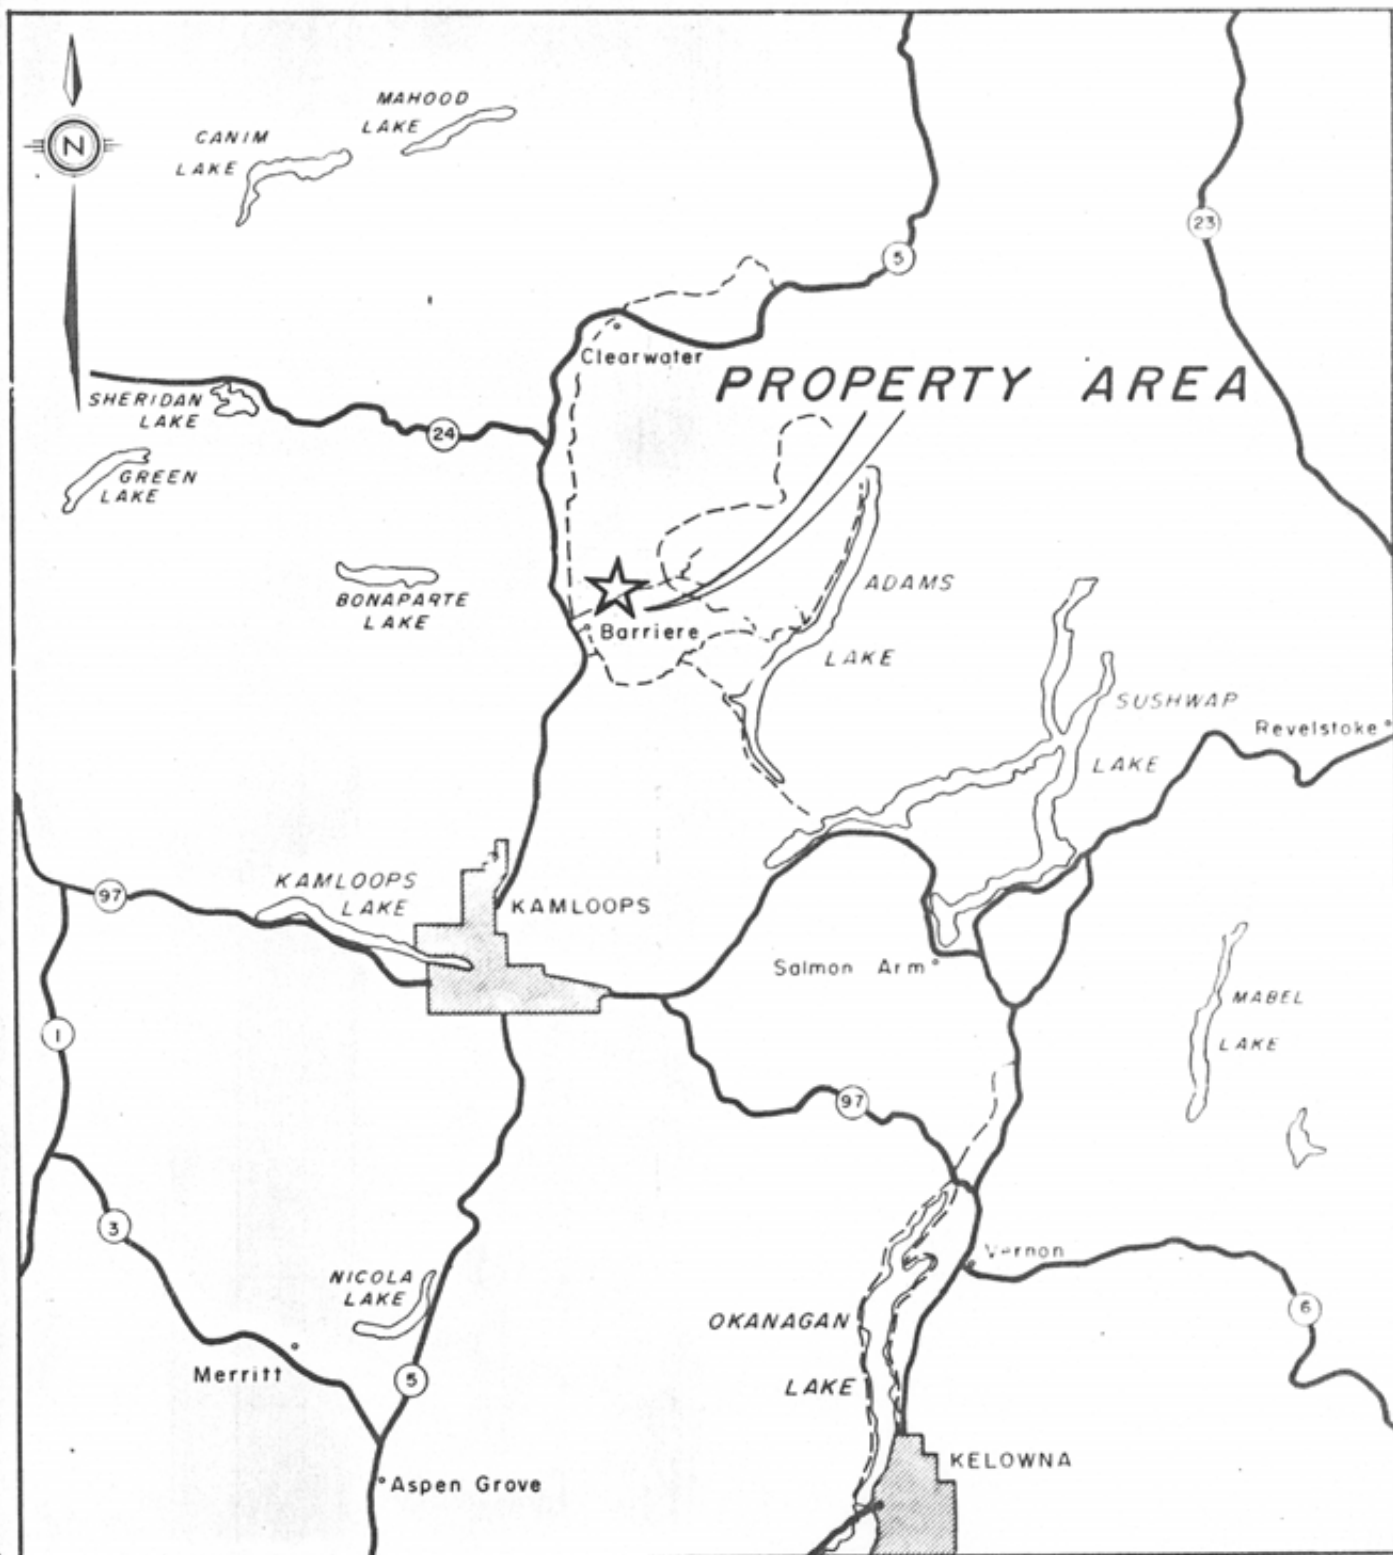 MAHOOD
LAKE
CANIM
LAKE
N
23
5
Clearwater
PROPERTY AREA
SHERIDAN
LAKE
24
GREEN
LAKE
ADAMS
LAKE
BONAPARTE
LAKE
Barriere
SUSHWAP
LAKE
Revelstoke
KAMLOOPS
LAKE
97
KAMLOOPS
Salmon Arm
MABEL
LAKE
1
97
3
Vernon
NICOLA
LAKE
6
OKANAGAN
LAKE
Merritt
5
KELOWNA
Aspen Grove